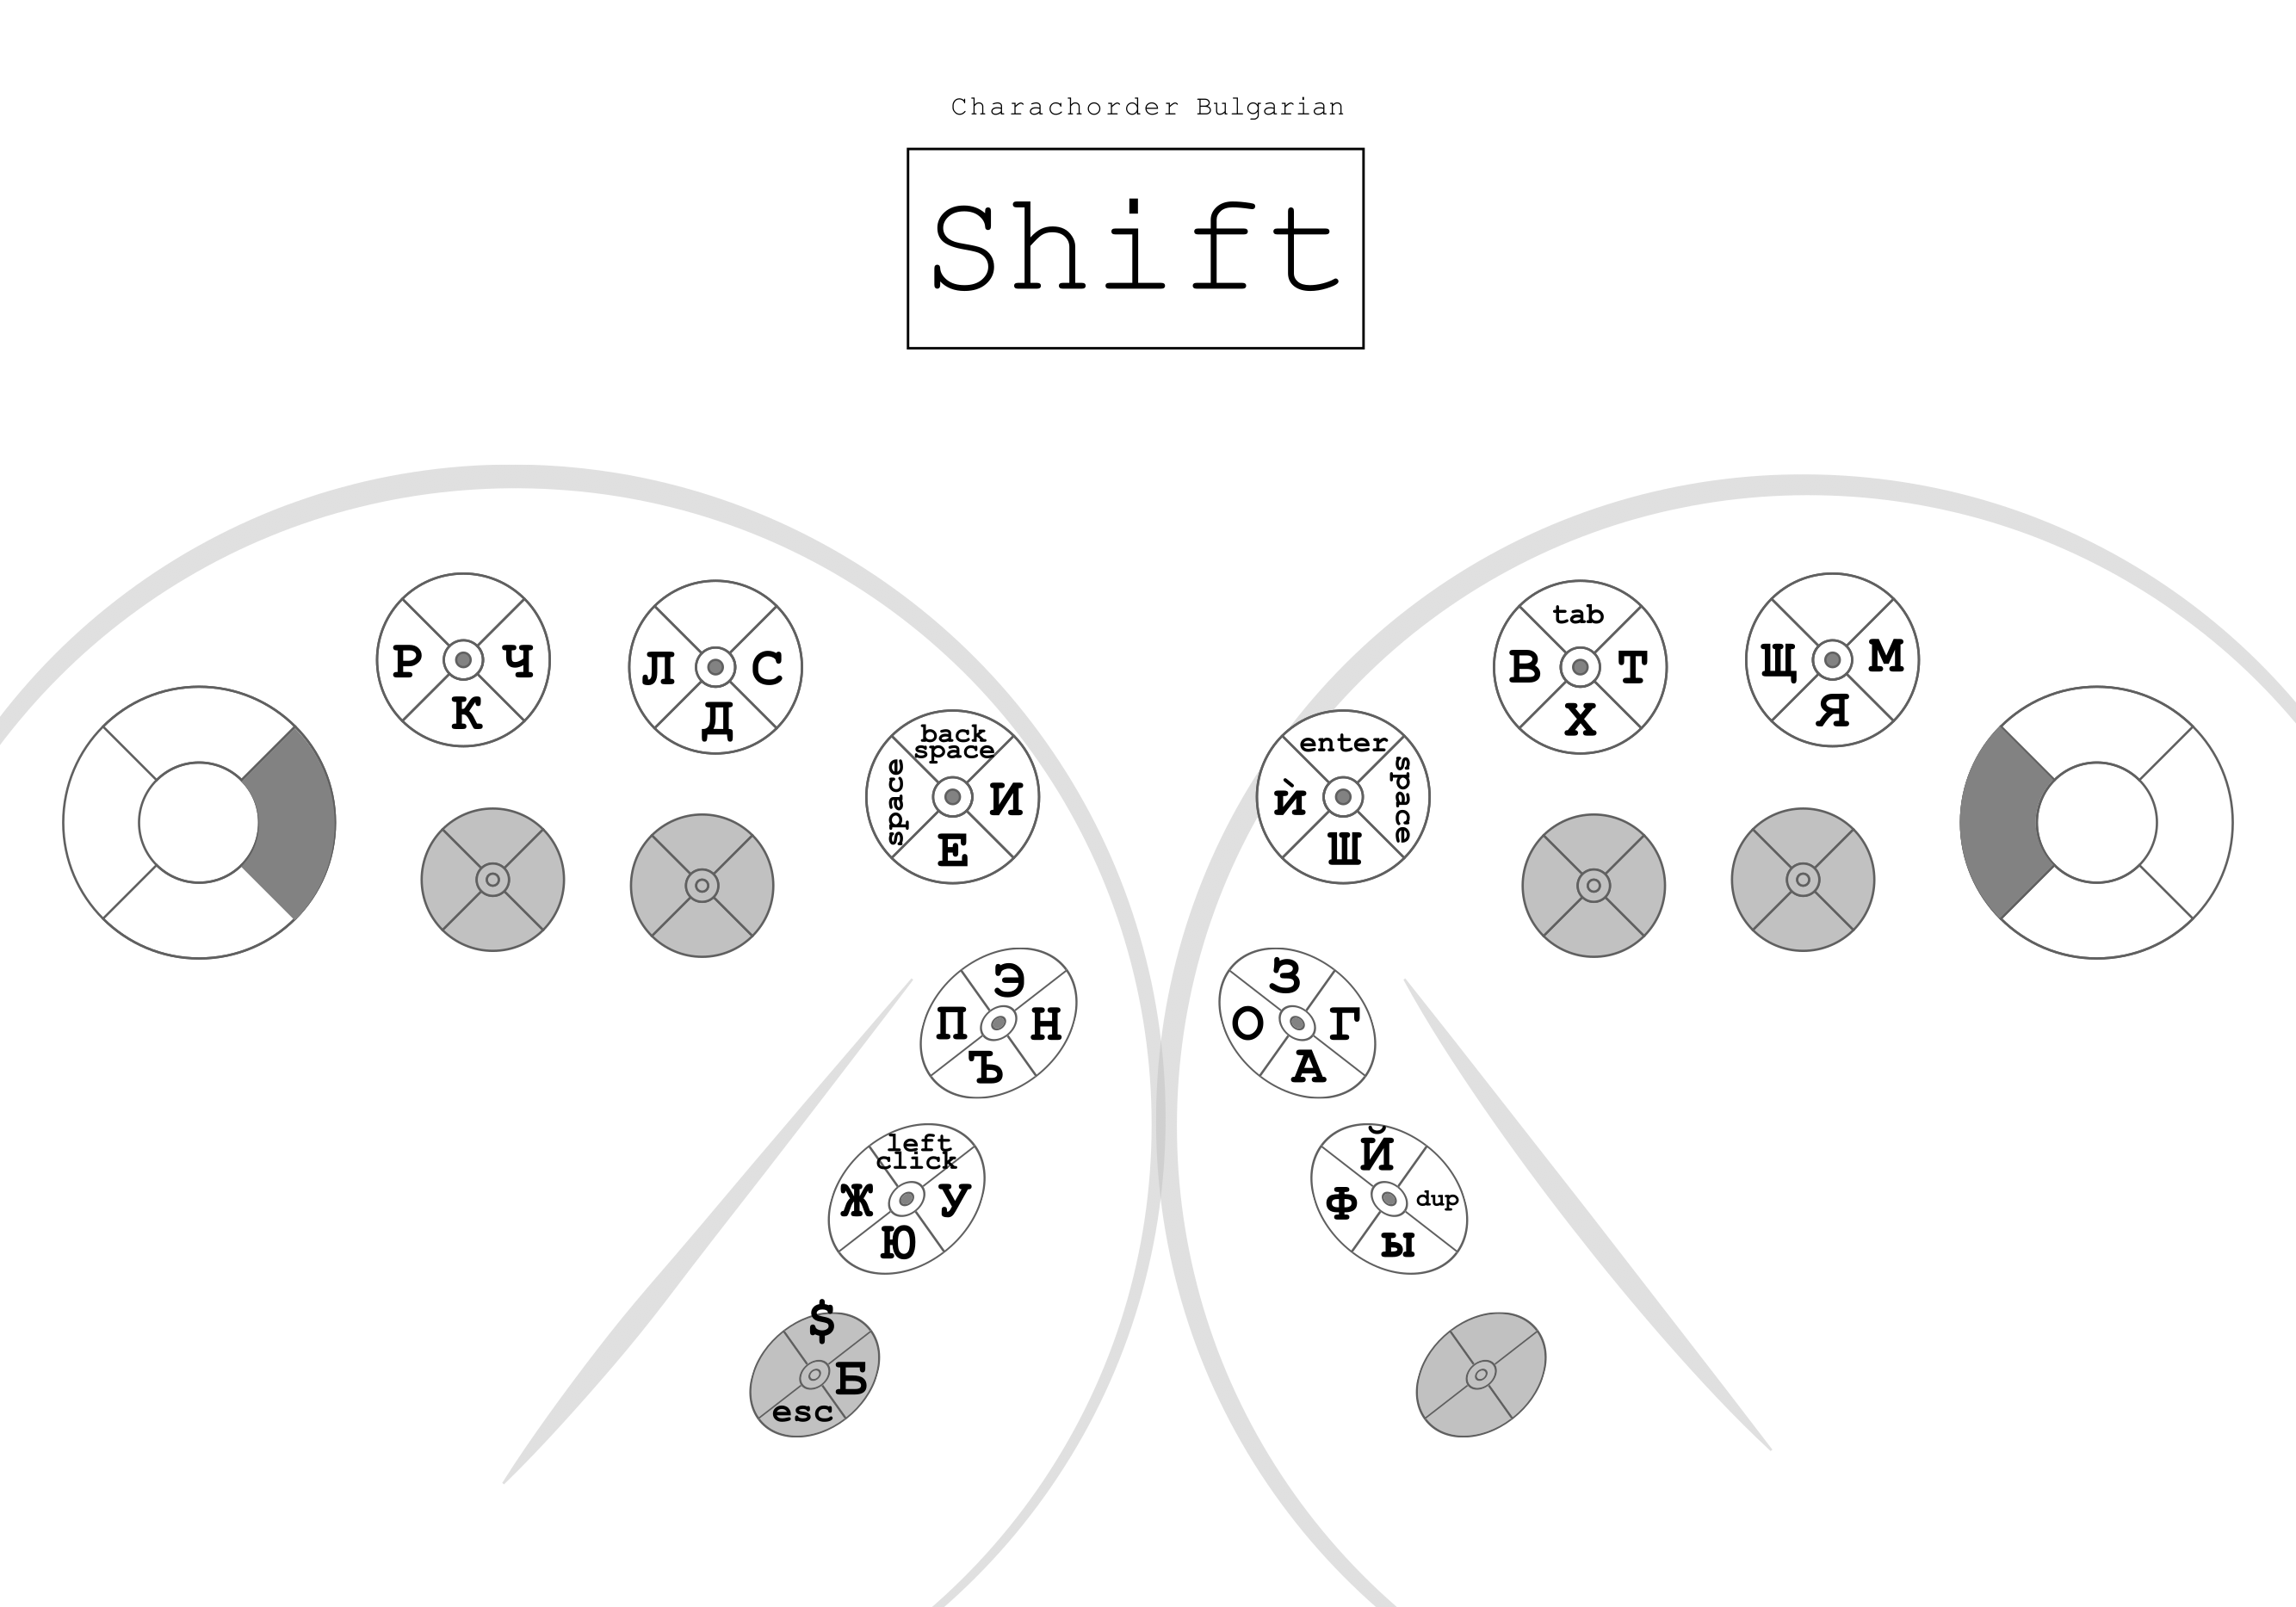 Charachorder Bulgarian
Shift
Р Ч
К
Л С
Д
back
space
space И
Е
enter
ѝ space
Ш
tab
В Т
Х
Щ М
Я
Э
П Н
Ъ
З
О Г
А
left
click
Ж У
Ю
Й
Ф dup
ы
$
Б
esc